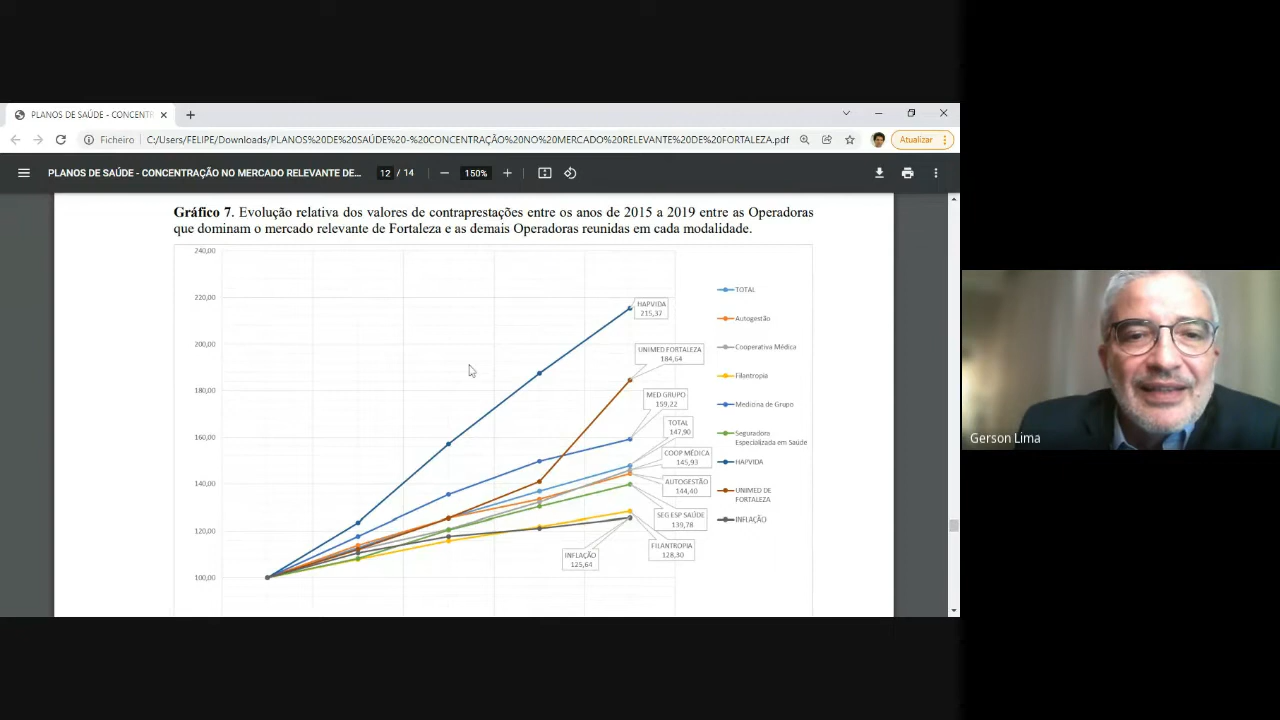 PLANOS DE SAÚDE - CONCENTR
Ficheiro
C:/Users/FELIPE/Downloads/PLANOS%20DE%20SAÚDE%20-%20CONCENTRAÇÃO%20NO%20MERCADO%20RELEVANTE%20DE%20FORTALEZA.pdf
Atualizar
PLANOS DE SAÚDE - CONCENTRAÇÃO NO MERCADO RELEVANTE DE...
12 / 14
150%
Gráfico 7. Evolução relativa dos valores de contraprestações entre os anos de 2015 a 2019 entre as Operadoras
que dominam o mercado relevante de Fortaleza e as demais Operadoras reunidas em cada modalidade.
240,00
220,00
200,00
180,00
160,00
140,00
120,00
100,00
HAPVIDA
215,37
UNIMED FORTALEZA
184,64
MED GRUPO
159,22
TOTAL
147,90
COOP MÉDICA
145,93
AUTOGESTÃO
144,40
SEG ESP SAÚDE
139,78
FILANTROPIA
128,30
INFLAÇÃO
125,64
TOTAL
Autogestão
Cooperativa Médica
Filantropia
Medicina de Grupo
Seguradora
Especializada em Saúde
HAPVIDA
UNIMED DE
FORTALEZA
INFLAÇÃO
Gerson Lima